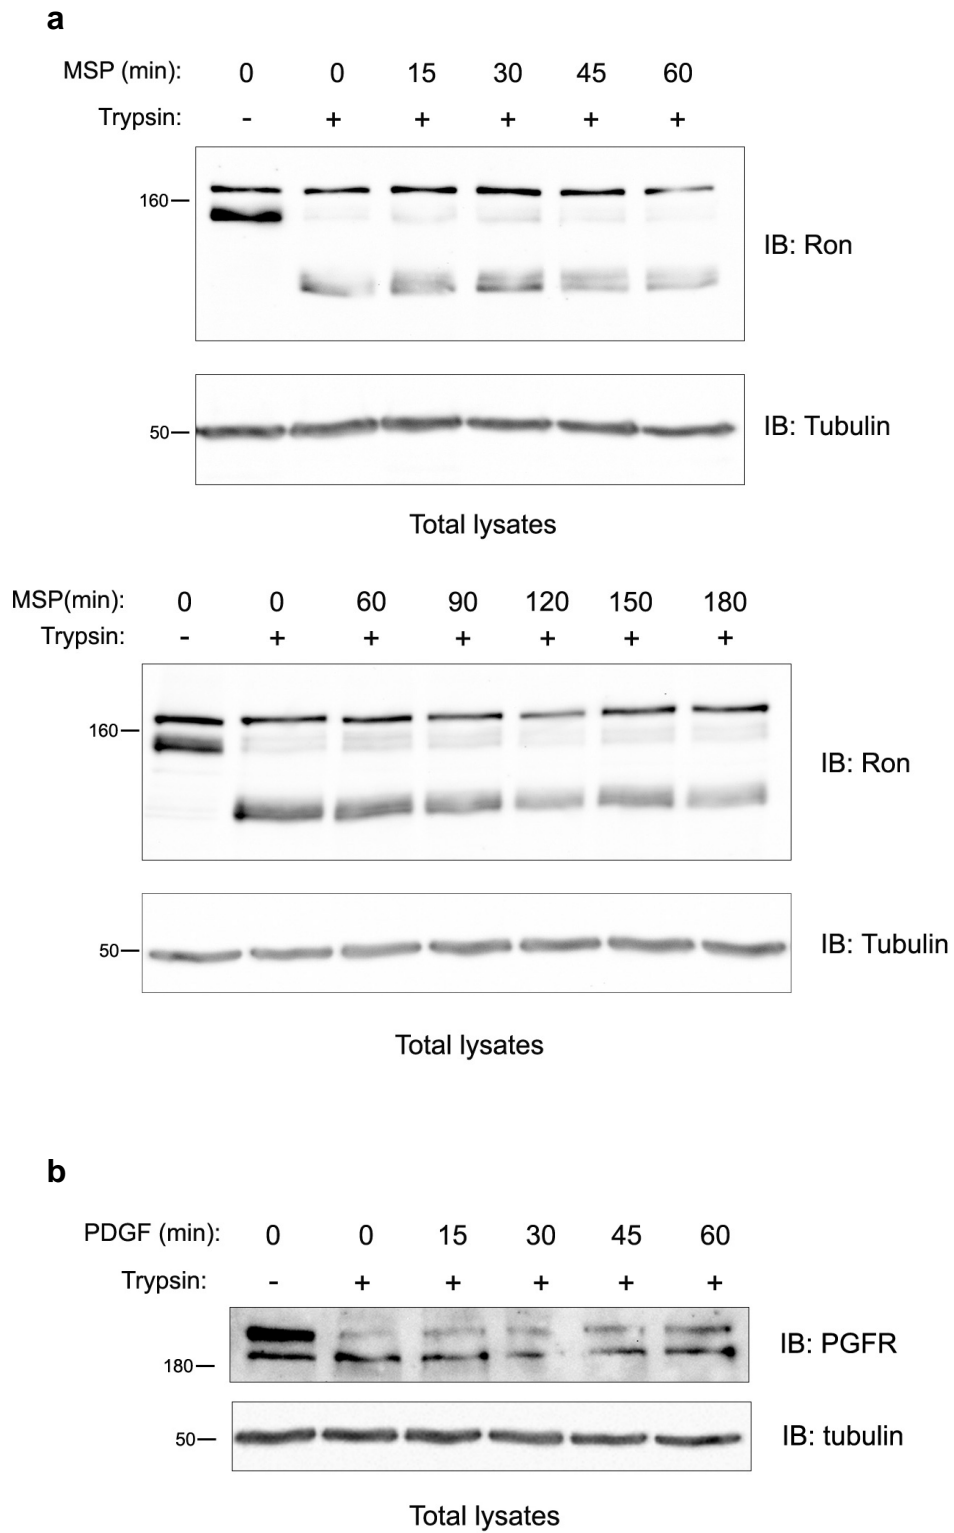 a
MSP (min): 0 0 15 30 45 60
Trypsin: - + + + + +
160
IB: Ron
50
IB: Tubulin
Total lysates
MSP(min): 0 0 60 90 120 150 180
Trypsin: - + + + + + +
160
IB: Ron
50
IB: Tubulin
Total lysates
b
PDGF (min): 0 0 15 30 45 60
Trypsin: - + + + + +
IB: PGFR
180
50
IB: tubulin
Total lysates